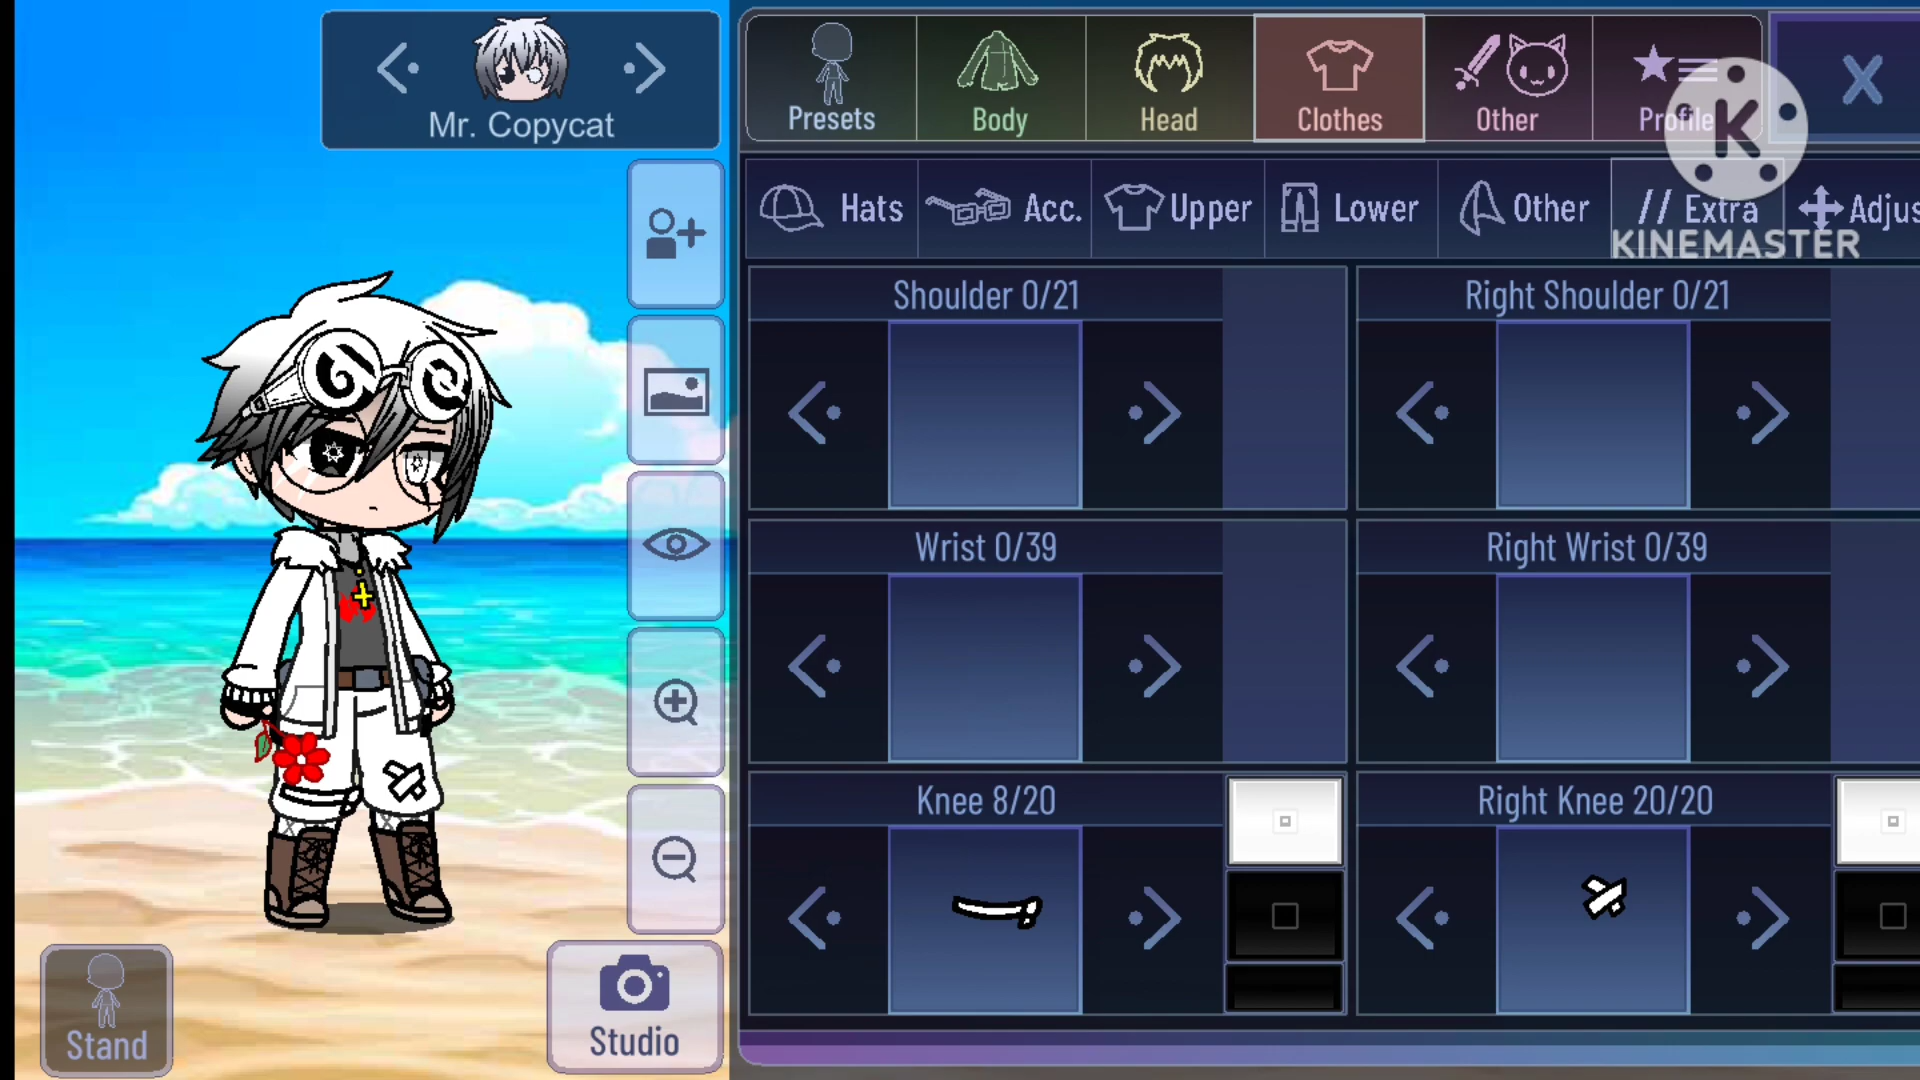 Mr. Copycat
Presets
Body
Head
Clothes
Other
Profile
X
K
Hats
Acc.
Upper
Lower
Other
// Extra
Adjus
KINEMASTER
Shoulder 0/21
Right Shoulder 0/21
Wrist 0/39
Right Wrist 0/39
Knee 8/20
Right Knee 20/20
Stand
Studio